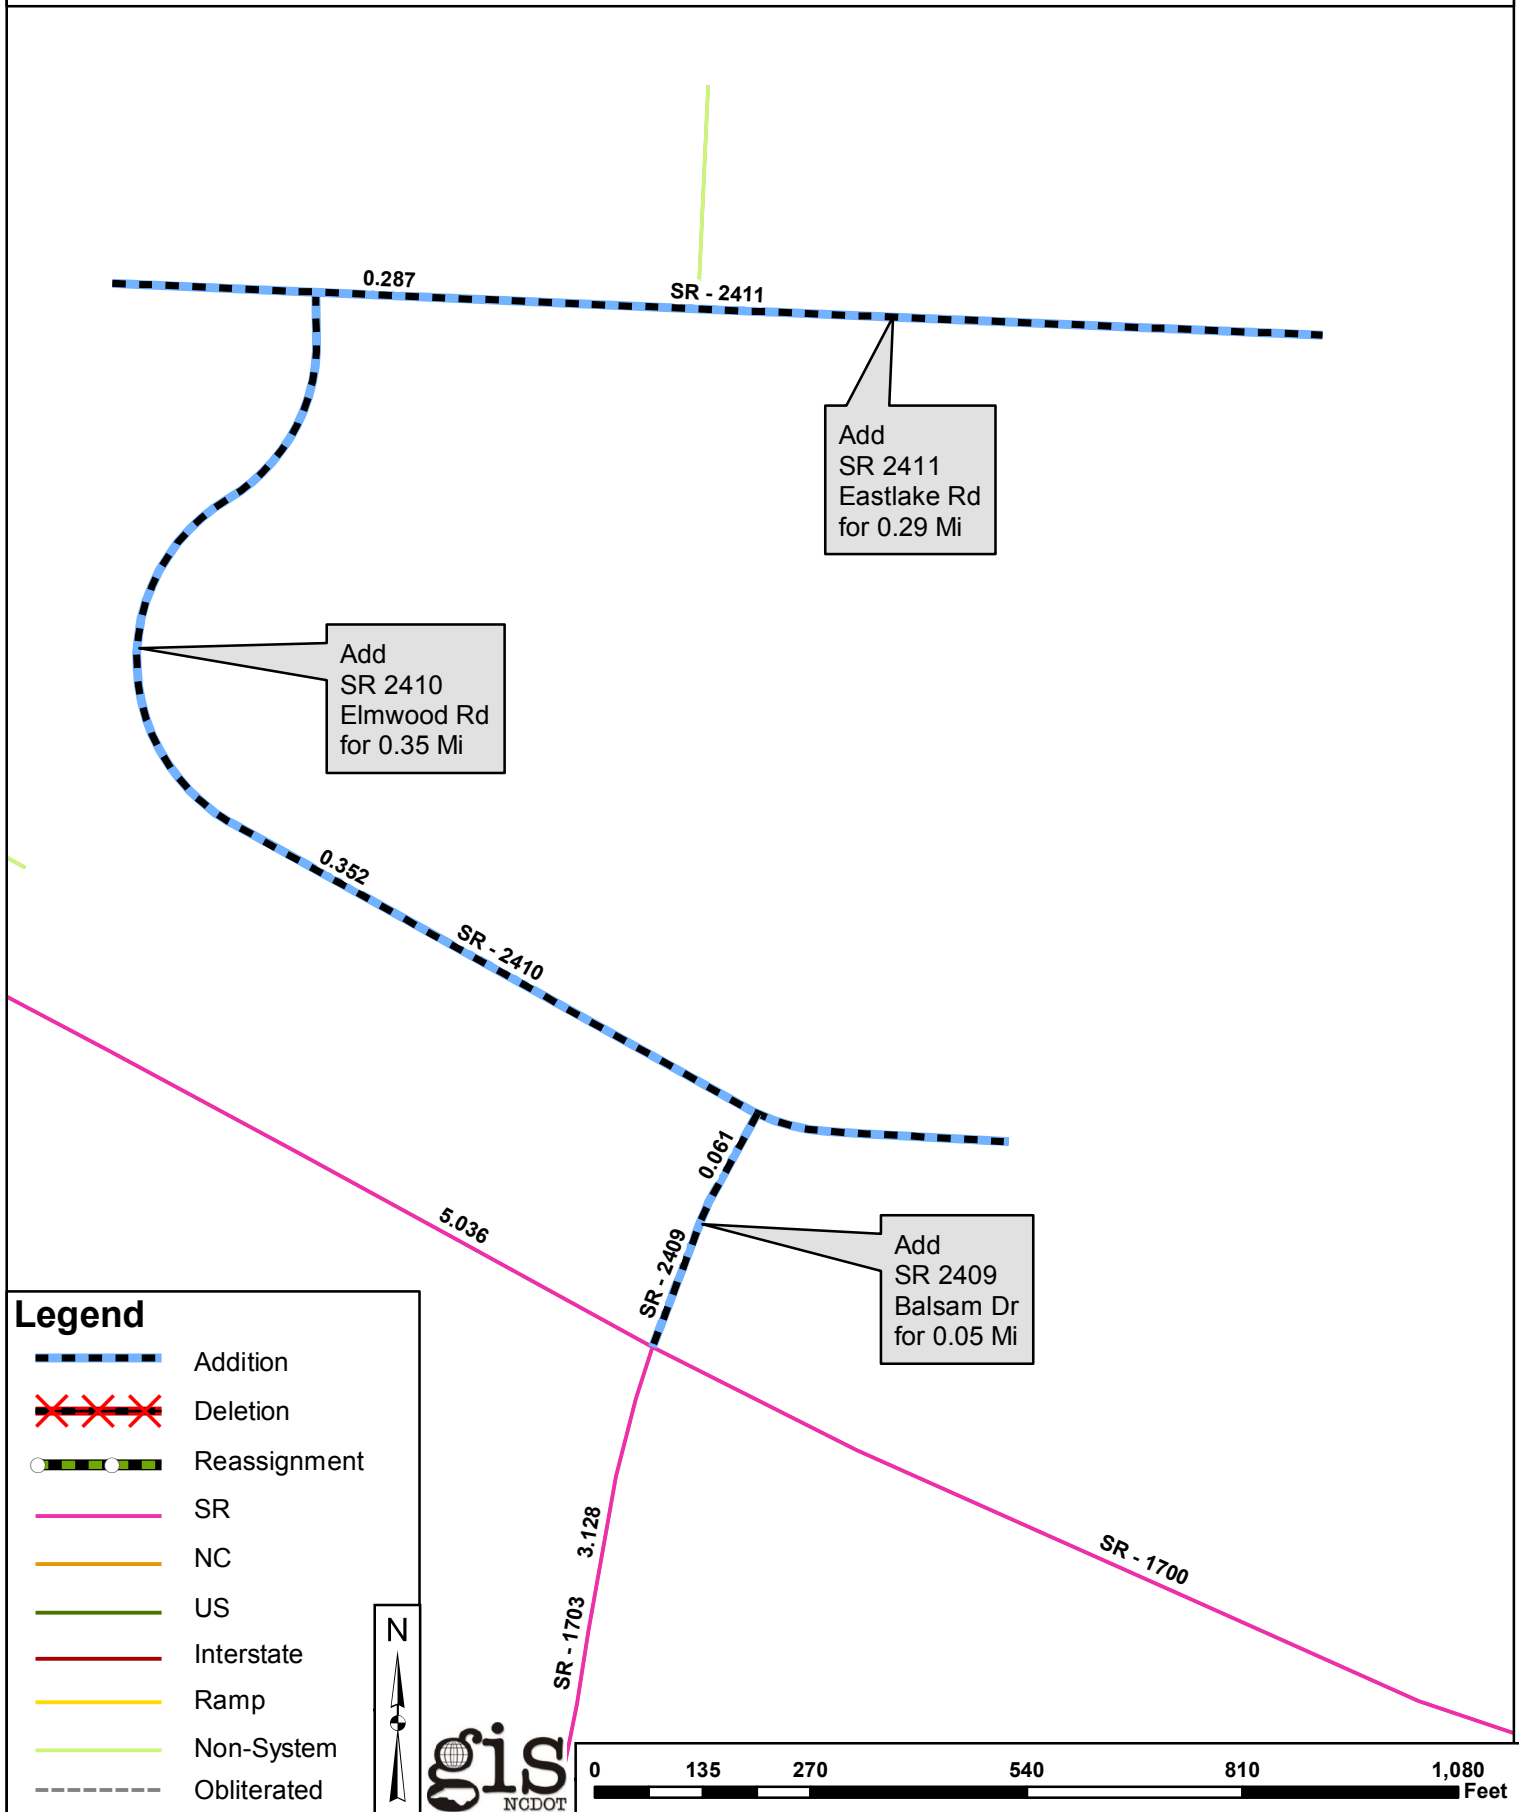 0.287
SR - 2411
Add
SR 2411
Eastlake Rd
for 0.29 Mi
Add
SR 2410
Elmwood Rd
for 0.35 Mi
0.352
SR - 2410
0.061
SR - 2409
5.036
Add
SR 2409
Balsam Dr
for 0.05 Mi
3.128
SR - 1703
SR - 1700
Legend
Addition
Deletion
Reassignment
SR
NC
US
Interstate
Ramp
Non-System
Obliterated
N
gis
NCDOT
0 135 270 540 810 1,080
Feet